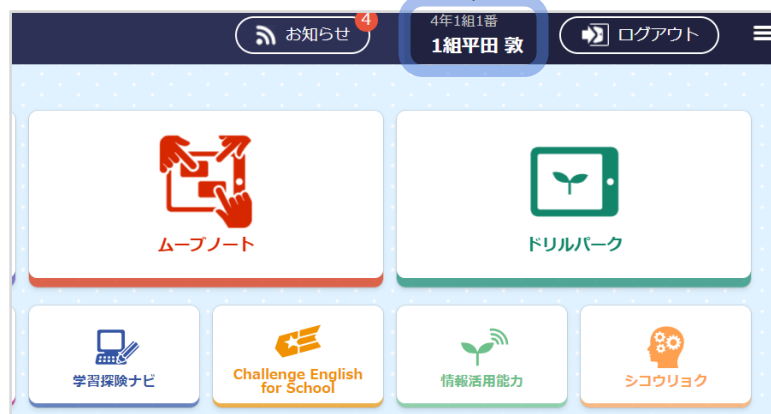 お知らせ
4
4年1組1番
1組平田 敦
ログアウト
ムーブノート
ドリルパーク
学習探険ナビ
Challenge English
for School
情報活用能力
シコウリョク